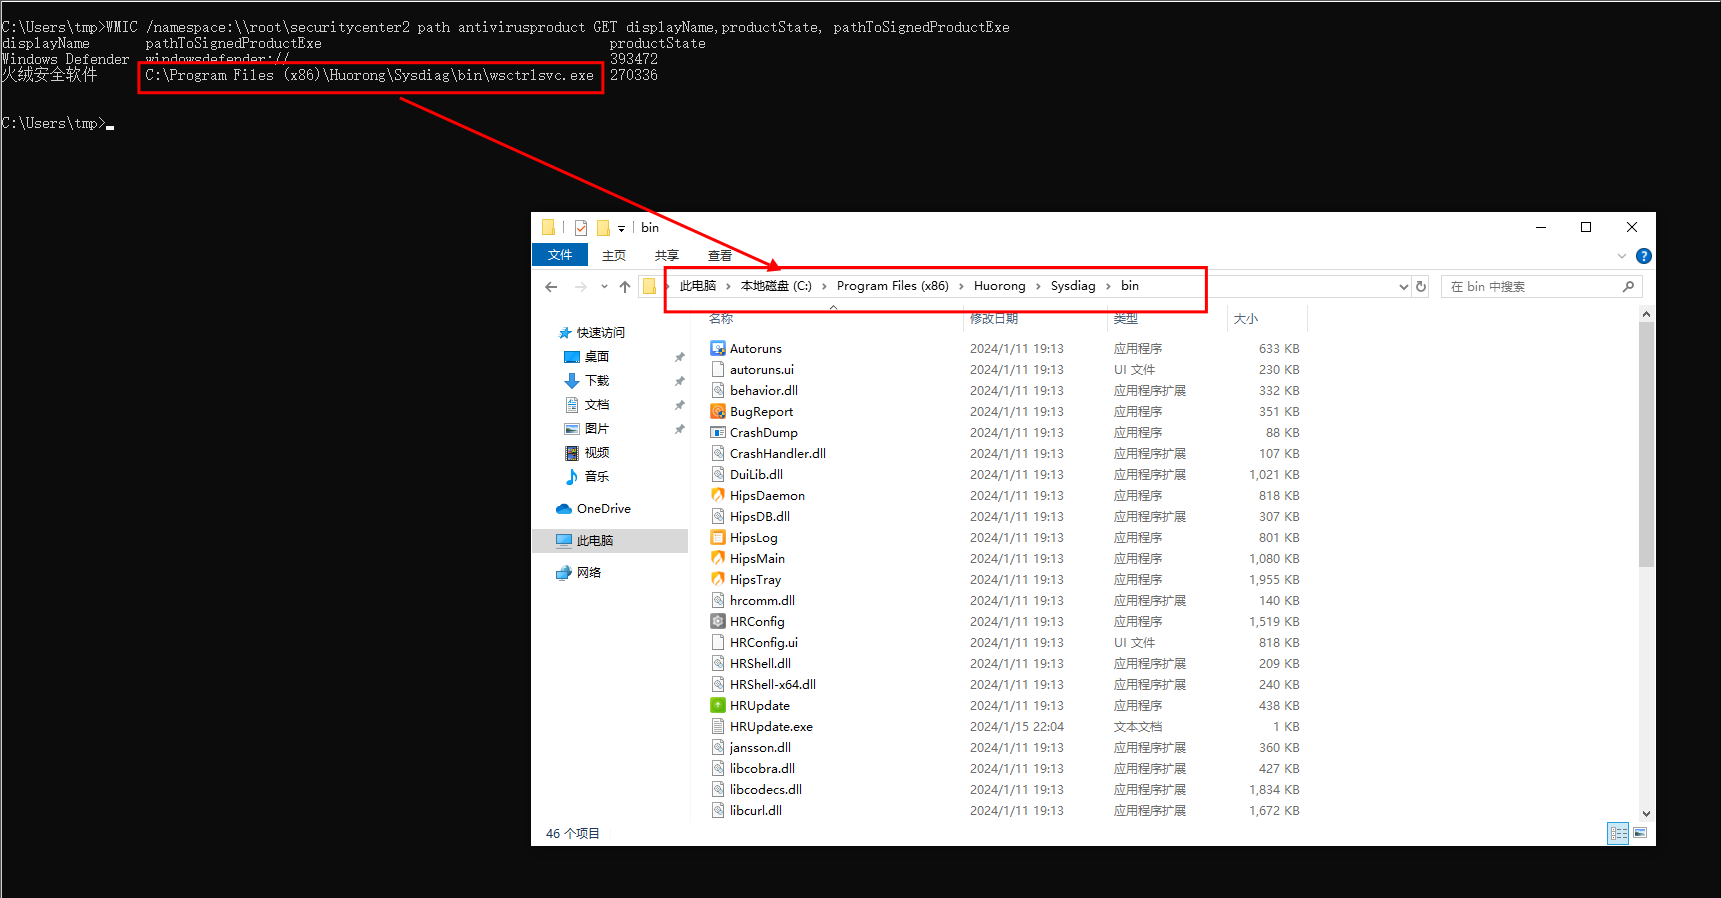 C:\Users\tmp>WMIC /namespace:\\root\securitycenter2 path antivirusproduct GET displayName,productState, pathToSignedProductExe
displayName pathToSignedProductExe productState
Windows Defender windowsdefender:// 393472
火绒安全软件 C:\Program Files (x86)\Huorong\Sysdiag\bin\wsctrlsvc.exe 270336
C:\Users\tmp>
bin
文件 主页 共享 查看
此电脑 › 本地磁盘 (C:) › Program Files (x86) › Huorong › Sysdiag › bin
在 bin 中搜索
名称 修改日期 类型 大小
快速访问
桌面
下载
文档
图片
视频
音乐
OneDrive
此电脑
网络
Autoruns 2024/1/11 19:13 应用程序 633 KB
autoruns.ui 2024/1/11 19:13 UI 文件 230 KB
behavior.dll 2024/1/11 19:13 应用程序扩展 332 KB
BugReport 2024/1/11 19:13 应用程序 351 KB
CrashDump 2024/1/11 19:13 应用程序 88 KB
CrashHandler.dll 2024/1/11 19:13 应用程序扩展 107 KB
DuiLib.dll 2024/1/11 19:13 应用程序扩展 1,021 KB
HipsDaemon 2024/1/11 19:13 应用程序 818 KB
HipsDB.dll 2024/1/11 19:13 应用程序扩展 307 KB
HipsLog 2024/1/11 19:13 应用程序 801 KB
HipsMain 2024/1/11 19:13 应用程序 1,080 KB
HipsTray 2024/1/11 19:13 应用程序 1,955 KB
hrcomm.dll 2024/1/11 19:13 应用程序扩展 140 KB
HRConfig 2024/1/11 19:13 应用程序 1,519 KB
HRConfig.ui 2024/1/11 19:13 UI 文件 818 KB
HRShell.dll 2024/1/11 19:13 应用程序扩展 209 KB
HRShell-x64.dll 2024/1/11 19:13 应用程序扩展 240 KB
HRUpdate 2024/1/11 19:13 应用程序 438 KB
HRUpdate.exe 2024/1/15 22:04 文本文档 1 KB
jansson.dll 2024/1/11 19:13 应用程序扩展 360 KB
libcobra.dll 2024/1/11 19:13 应用程序扩展 427 KB
libcodecs.dll 2024/1/11 19:13 应用程序扩展 1,834 KB
libcurl.dll 2024/1/11 19:13 应用程序扩展 1,672 KB
46 个项目